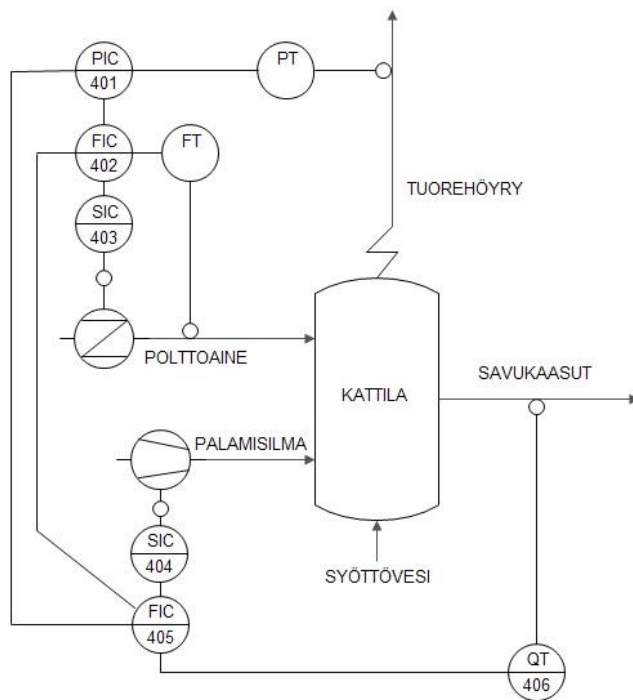 PIC
401
PT
FIC
402
FT
TUOREHÖYRY
SIC
403
POLTTOAINE
KATTILA
SAVUKAASUT
PALAMISILMA
SIC
404
SYÖTTÖVESI
FIC
405
QT
406